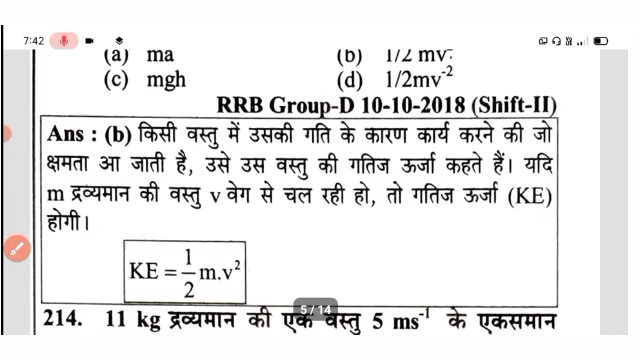 7:42
(a) ma (b) 1/2 mv²
(c) mgh (d) 1/2mv⁻²
RRB Group-D 10-10-2018 (Shift-II)
Ans : (b) किसी वस्तु में उसकी गति के कारण कार्य करने की जो
क्षमता आ जाती है, उसे उस वस्तु की गतिज ऊर्जा कहते हैं। यदि
m द्रव्यमान की वस्तु v वेग से चल रही हो, तो गतिज ऊर्जा (KE)
होगी।
KE = 1/2 m.v²
5/14
214. 11 kg द्रव्यमान की एक वस्तु 5 ms⁻¹ के एकसमान